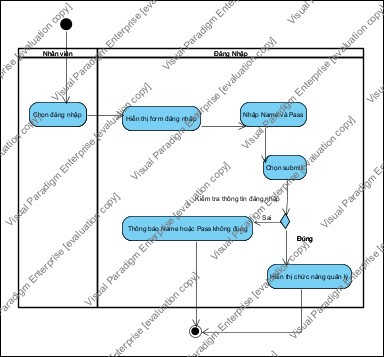 Visual Paradigm Enterprise [evaluation copy]
Nhân viên
Đăng Nhập
Chọn đăng nhập
Hiển thị form đăng nhập
Nhập Name và Pass
Chọn submit
Kiểm tra thông tin đăng nhập
Sai
Thông báo Name hoặc Pass không đúng
Đúng
Hiển thị chức năng quản lý